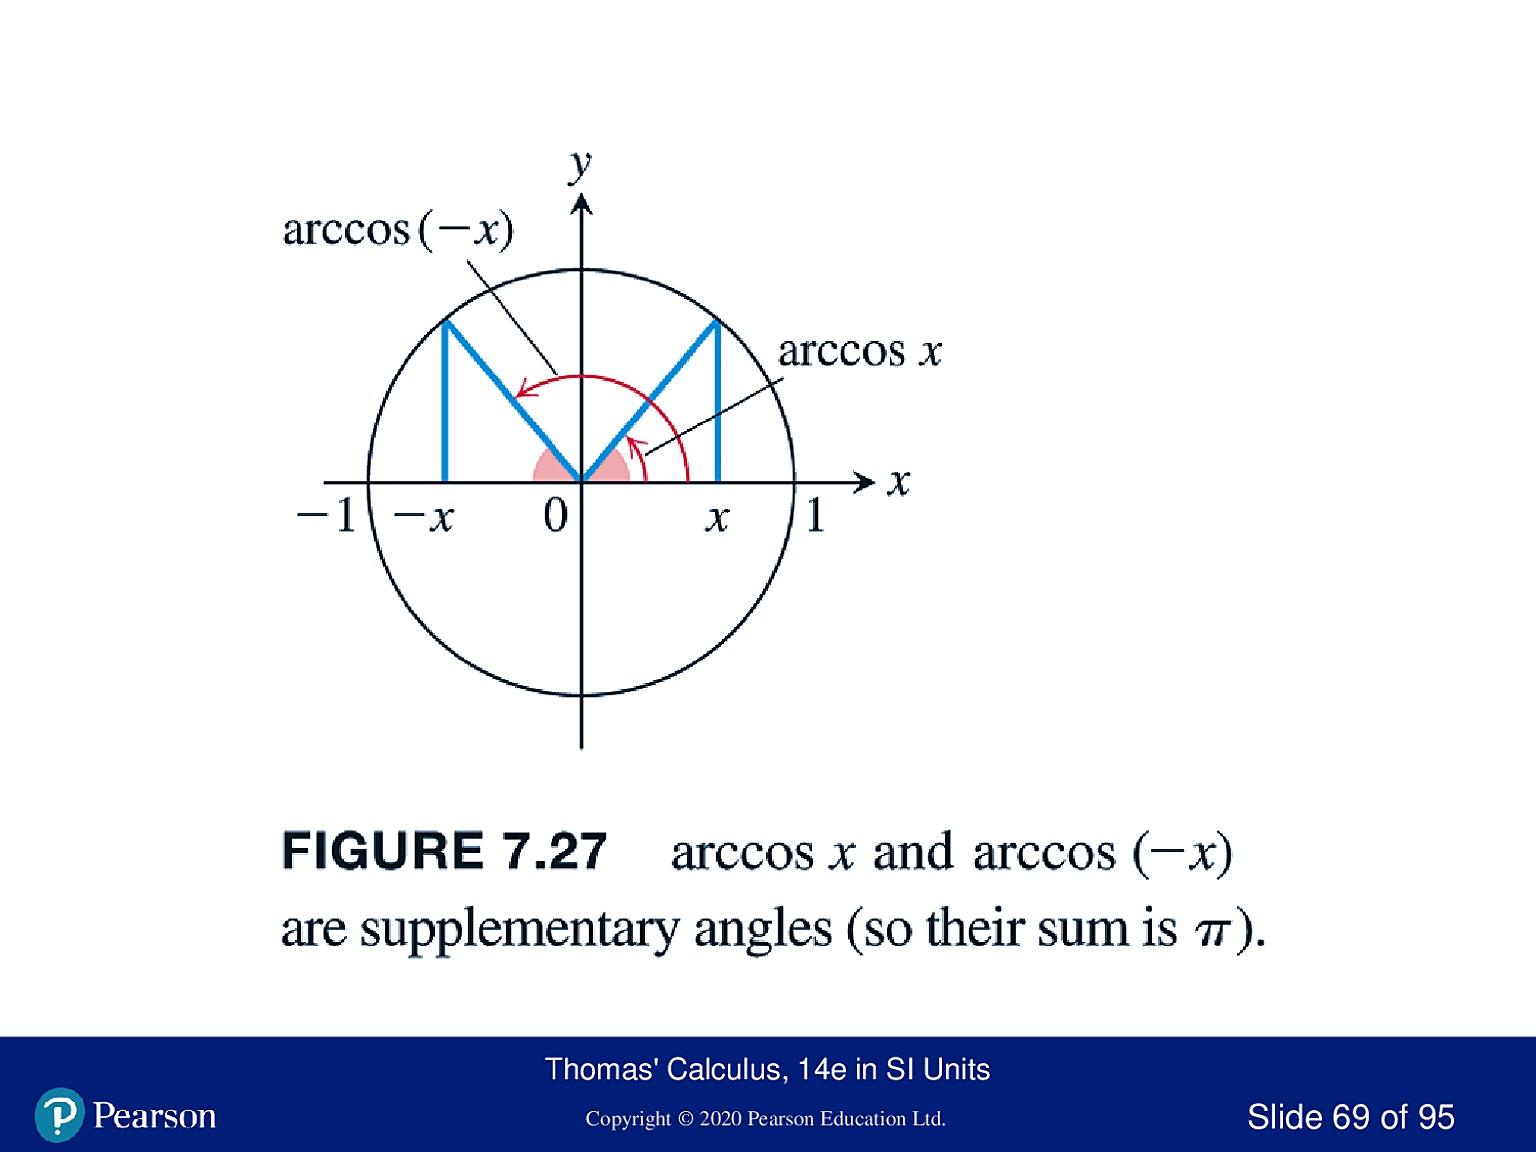 y
arccos (−x)
arccos x
x
−1 −x 0 x 1
FIGURE 7.27 arccos x and arccos (−x)
are supplementary angles (so their sum is π).
Thomas' Calculus, 14e in SI Units
Pearson
Copyright © 2020 Pearson Education Ltd.
Slide 69 of 95